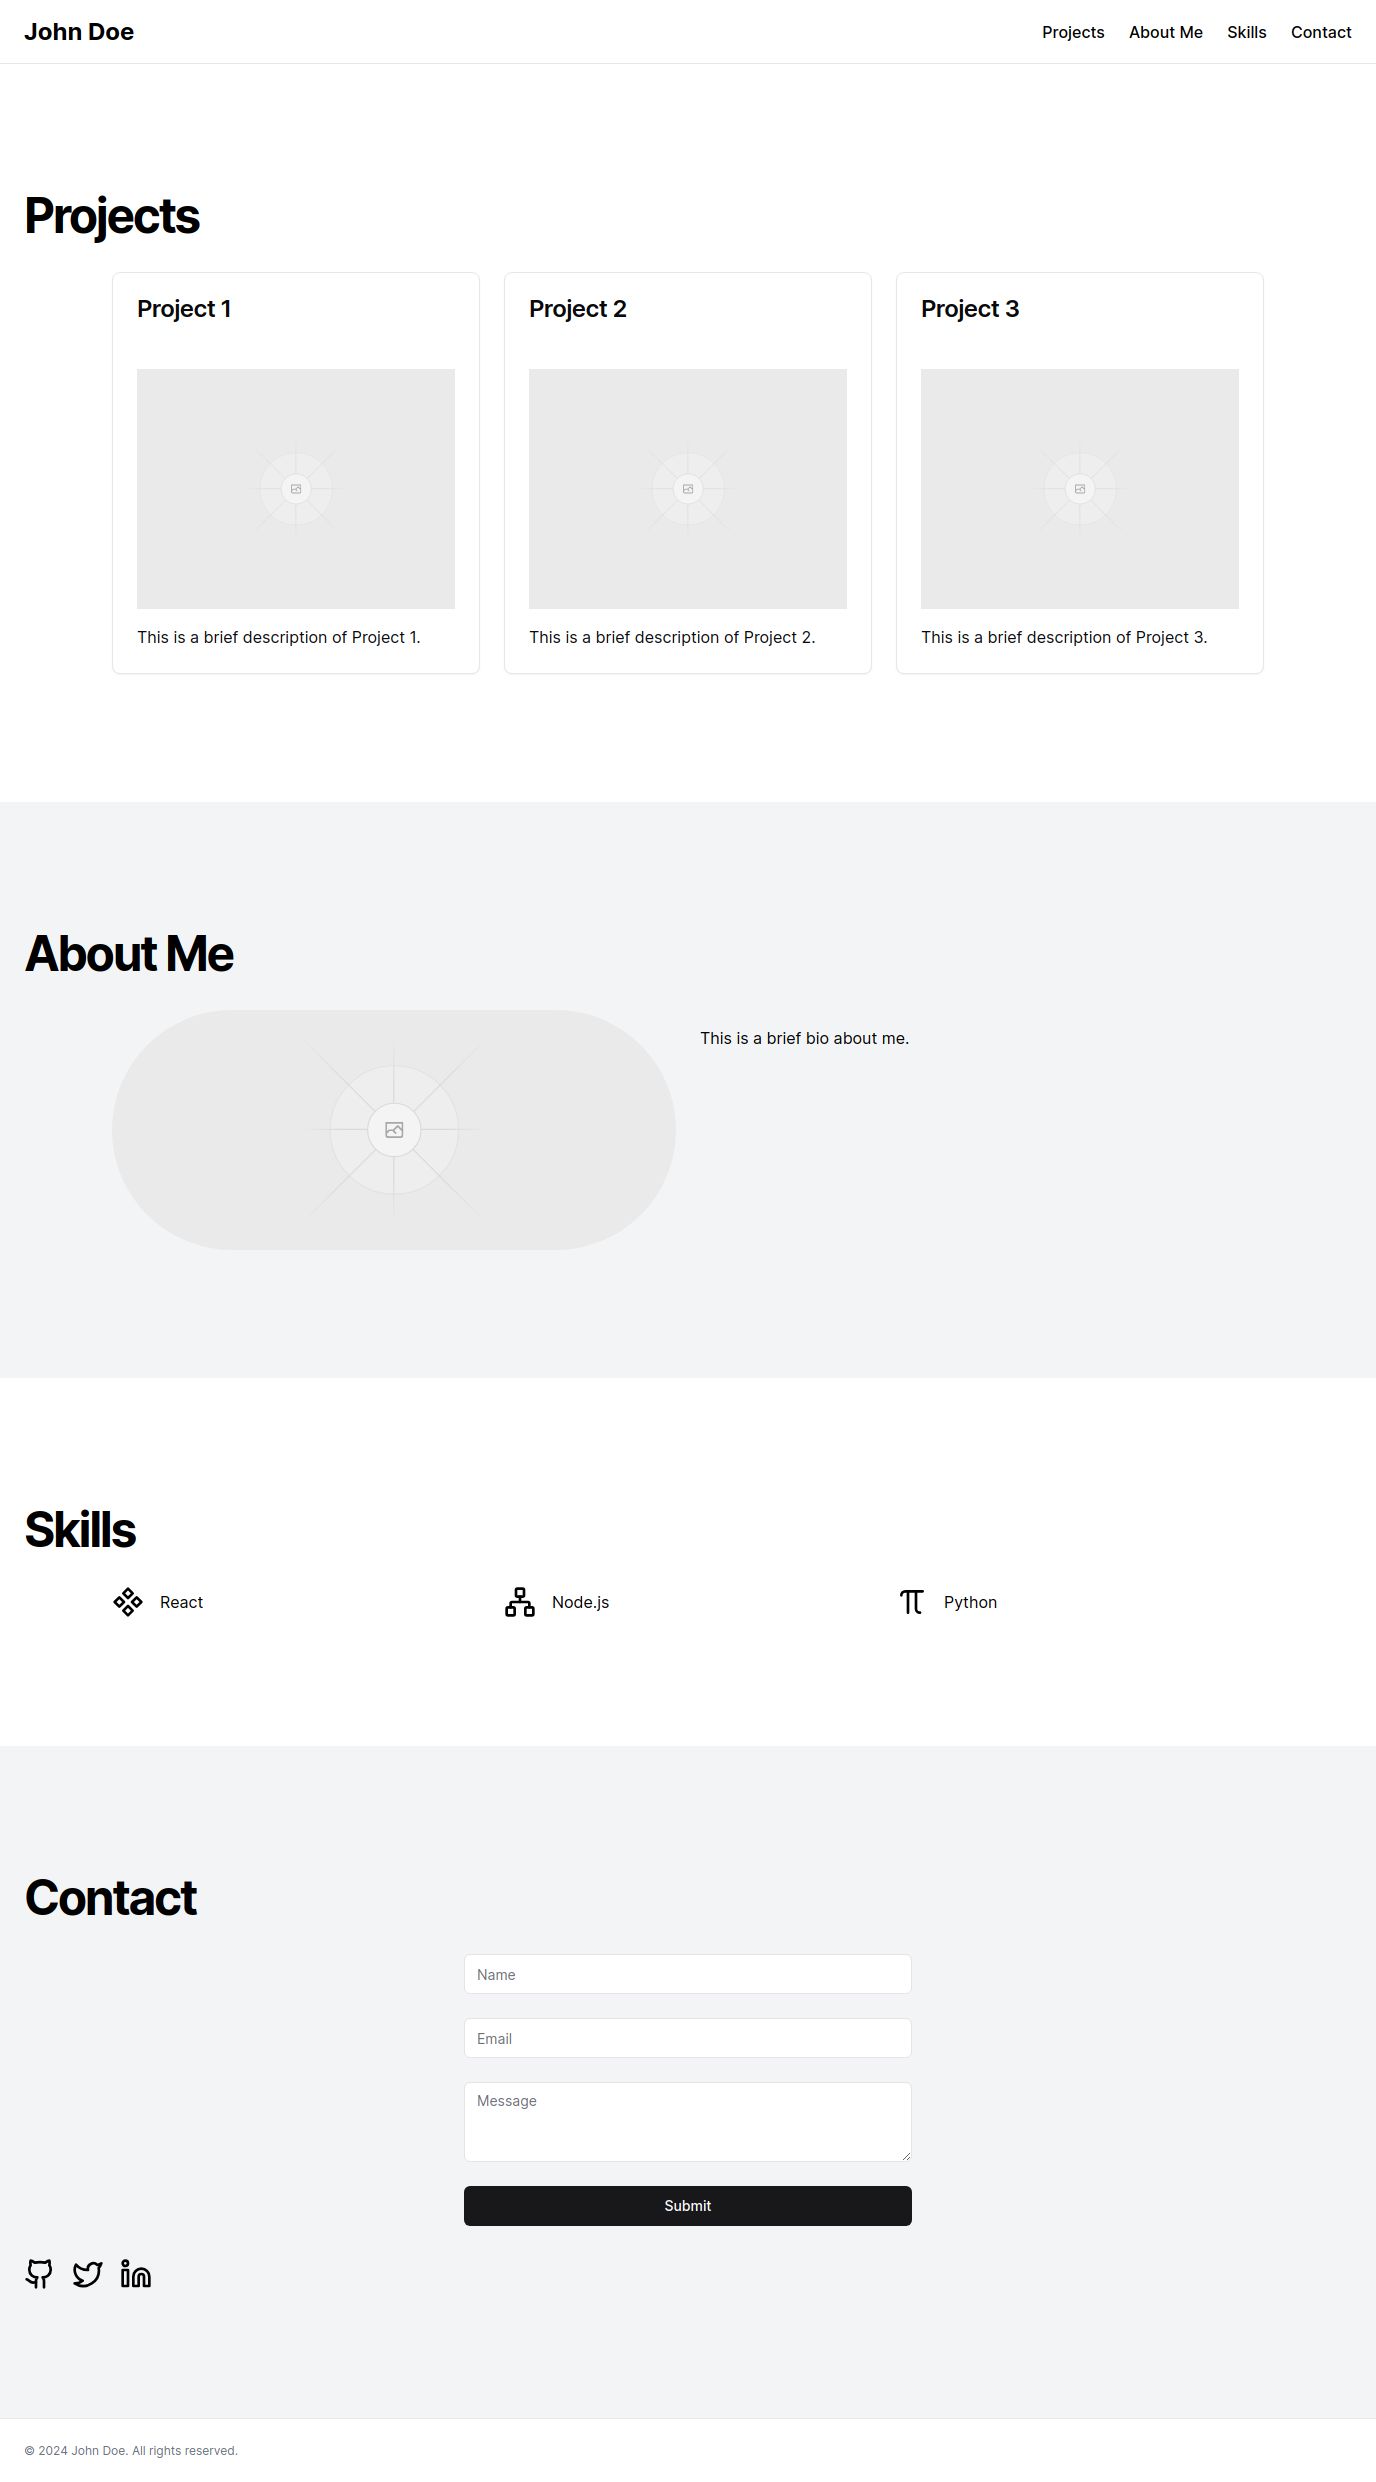 John Doe
Projects About Me Skills Contact
Projects
Project 1
This is a brief description of Project 1.
Project 2
This is a brief description of Project 2.
Project 3
This is a brief description of Project 3.
About Me
This is a brief bio about me.
Skills
React
Node.js
Python
Contact
Name
Email
Message
Submit
© 2024 John Doe. All rights reserved.